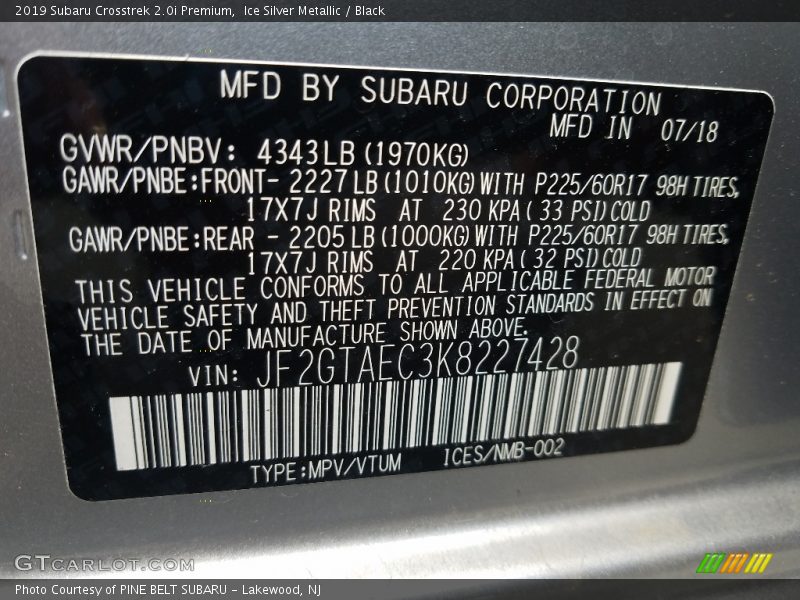 2019 Subaru Crosstrek 2.0i Premium,  Ice Silver Metallic / Black
MFD BY SUBARU CORPORATION
MFD IN 07/18
GVWR/PNBV: 4343LB (1970KG)
GAWR/PNBE:FRONT- 2227 LB (1010KG) WITH P225/60R17 98H TIRES,
17X7J RIMS AT 230 KPA ( 33 PSI) COLD
GAWR/PNBE:REAR - 2205 LB (1000KG) WITH P225/60R17 98H TIRES,
17X7J RIMS AT 220 KPA ( 32 PSI) COLD
THIS VEHICLE CONFORMS TO ALL APPLICABLE FEDERAL MOTOR
VEHICLE SAFETY AND THEFT PREVENTION STANDARDS IN EFFECT ON
THE DATE OF MANUFACTURE SHOWN ABOVE.
VIN: JF2GTAEC3K8227428
TYPE:MPV/VTUM ICES/NMB-002
GTCARLOT.COM
Photo Courtesy of PINE BELT SUBARU - Lakewood, NJ